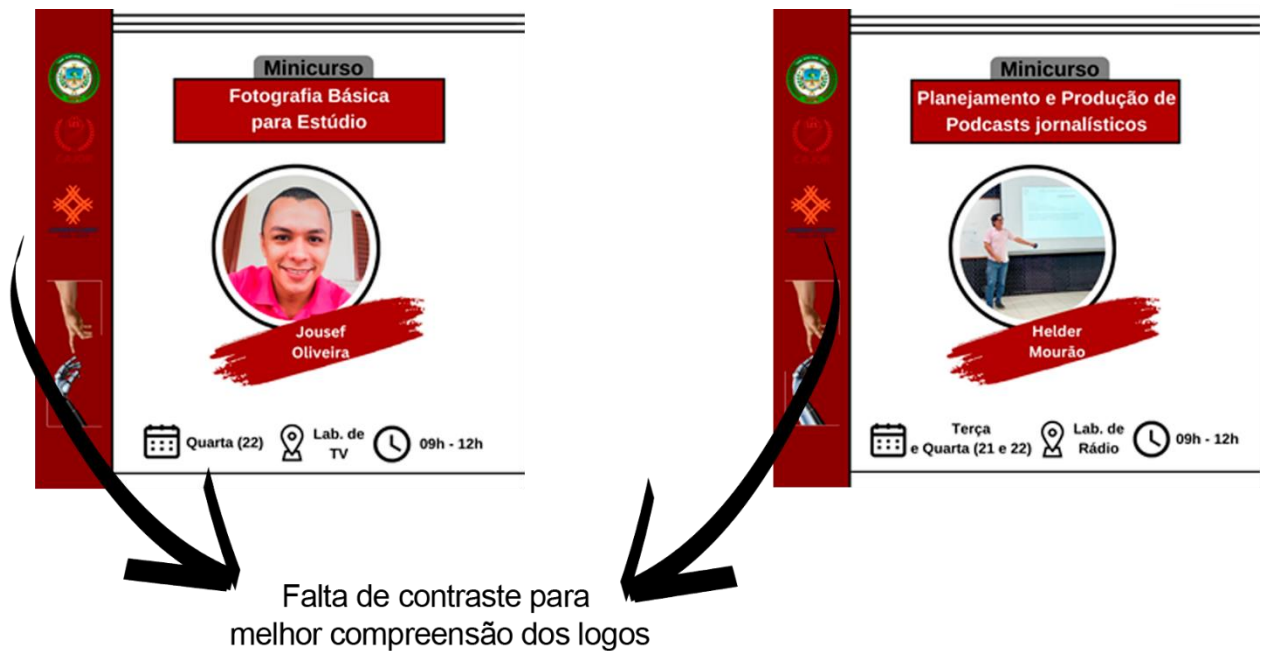 Minicurso
Fotografia Básica
para Estúdio
Jousef
Oliveira
Quarta (22)
Lab. de
TV
09h - 12h
Minicurso
Planejamento e Produção de
Podcasts jornalísticos
Helder
Mourão
Terça
e Quarta (21 e 22)
Lab. de
Rádio
09h - 12h
Falta de contraste para
melhor compreensão dos logos